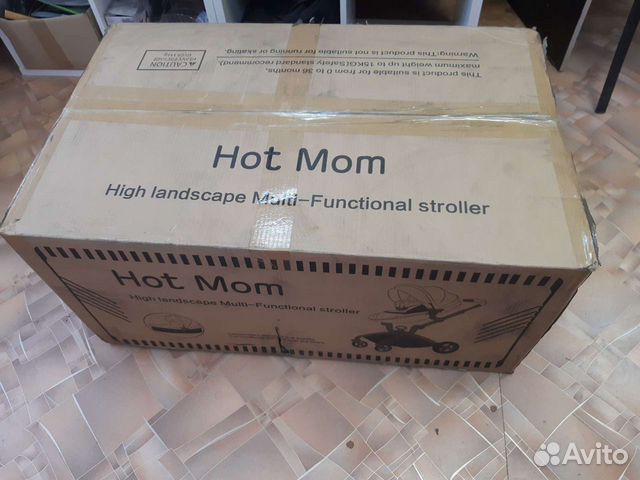 This product is suitable for from 0 to 36 months,
maximum weight up to 15KG(Safety standard recommend).
Warning:This product is not suitable for running or skating.
CAUTION
Hot Mom
High landscape Multi-Functional stroller
Hot Mom
High landscape Multi-Functional stroller
Avito